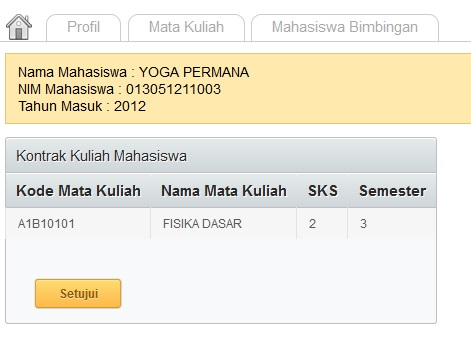 Profil Mata Kuliah Mahasiswa Bimbingan
Nama Mahasiswa : YOGA PERMANA
NIM Mahasiswa : 013051211003
Tahun Masuk : 2012
Kontrak Kuliah Mahasiswa
Kode Mata Kuliah Nama Mata Kuliah SKS Semester
A1B10101 FISIKA DASAR 2 3
Setujui